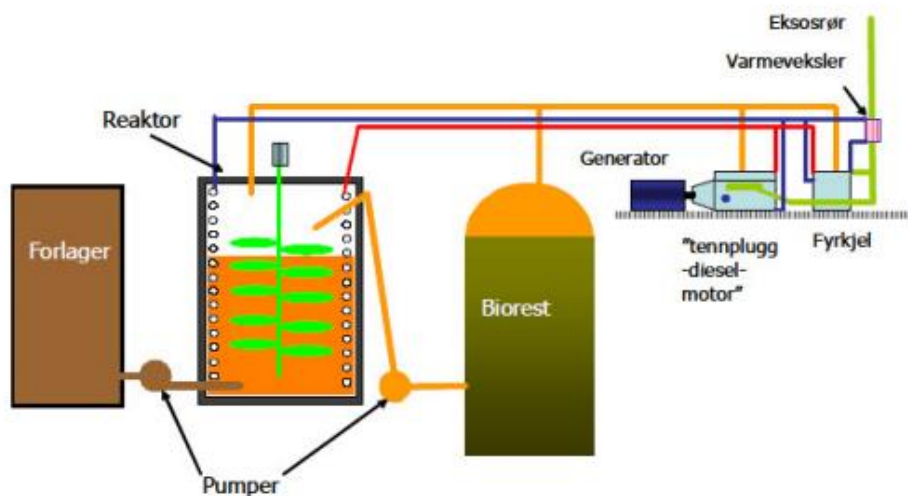 Eksosrør
Varmeveksler
Reaktor
Generator
Forlager
Biorest
"tennplugg
-diesel-
motor"
Fyrkjel
Pumper